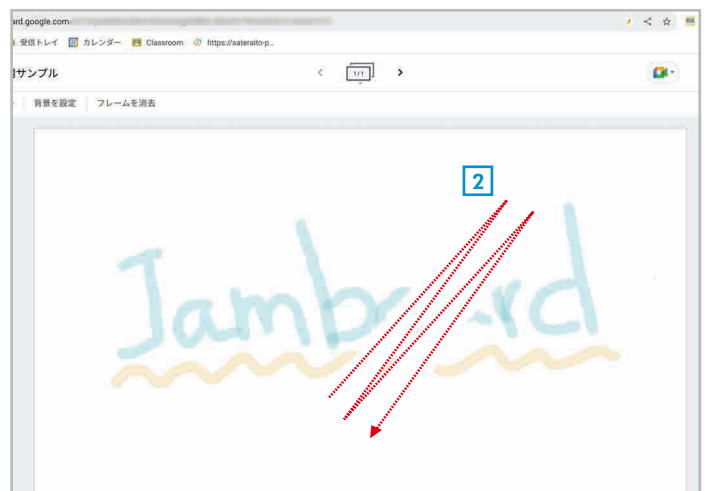 rd.google.com
受信トレイ カレンダー Classroom https://sateraito-p..
サンプル
1/1
背景を設定 フレームを消去
2
Jamb rd